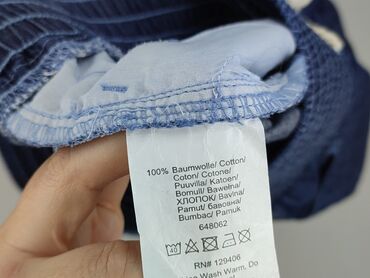 100% Baumwolle/ Cotton/
Coton/ Cotone/
Puuvilla/ Katoen/
Bomull/ Bawełna/
ХЛОПОК/ Bavlna/
Pamut/ бавовна/
Bumbac/ Pamuk
648062
40
RN# 129406
Wash Warm. Do